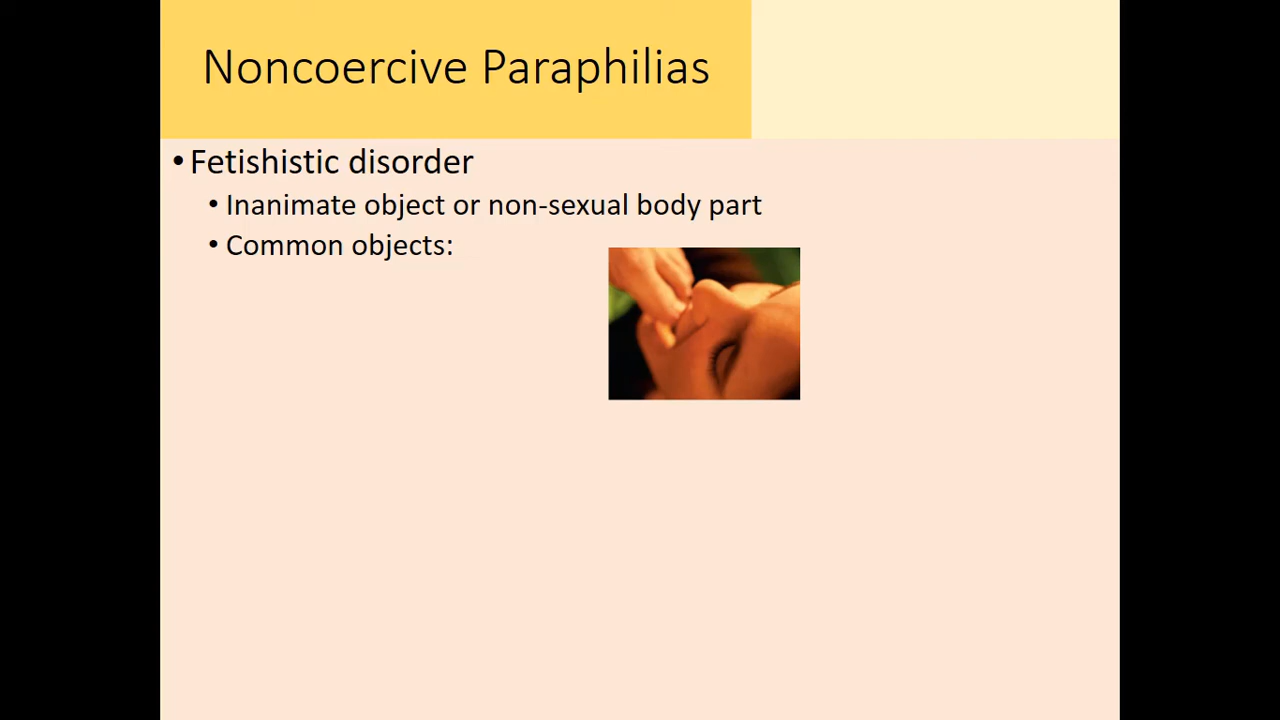 Noncoercive Paraphilias
• Fetishistic disorder
• Inanimate object or non-sexual body part
• Common objects: